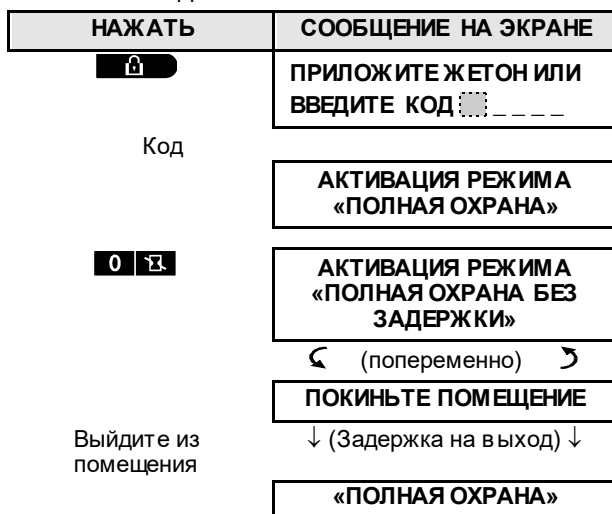 НАЖАТЬ
СООБЩЕНИЕ НА ЭКРАНЕ
ПРИЛОЖИТЕ ЖЕТОН ИЛИ
ВВЕДИТЕ КОД _ _ _ _
Код
АКТИВАЦИЯ РЕЖИМА
«ПОЛНАЯ ОХРАНА»
0
АКТИВАЦИЯ РЕЖИМА
«ПОЛНАЯ ОХРАНА БЕЗ
ЗАДЕРЖКИ»
(попеременно)
ПОКИНЬТЕ ПОМЕЩЕНИЕ
Выйдите из
помещения
↓ (Задержка на выход) ↓
«ПОЛНАЯ ОХРАНА»